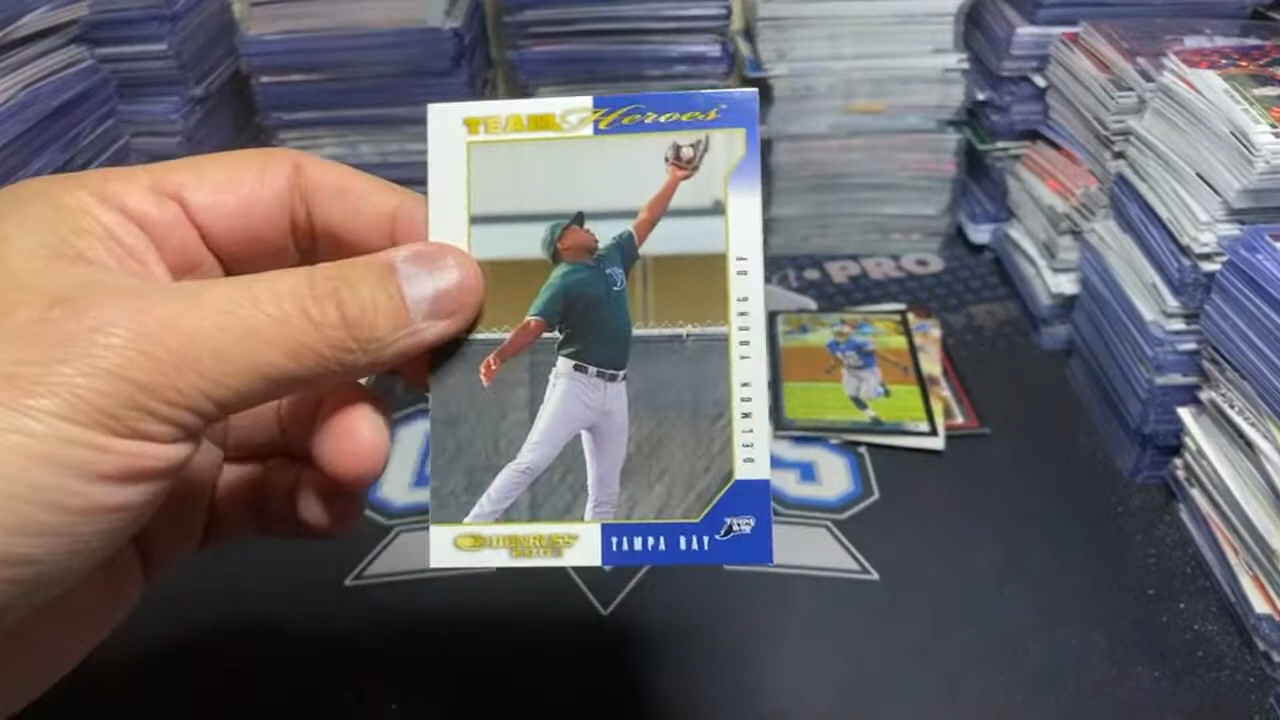 TEAM Heroes
DELMON YOUNG OF
DONRUSS
TAMPA BAY
PRO